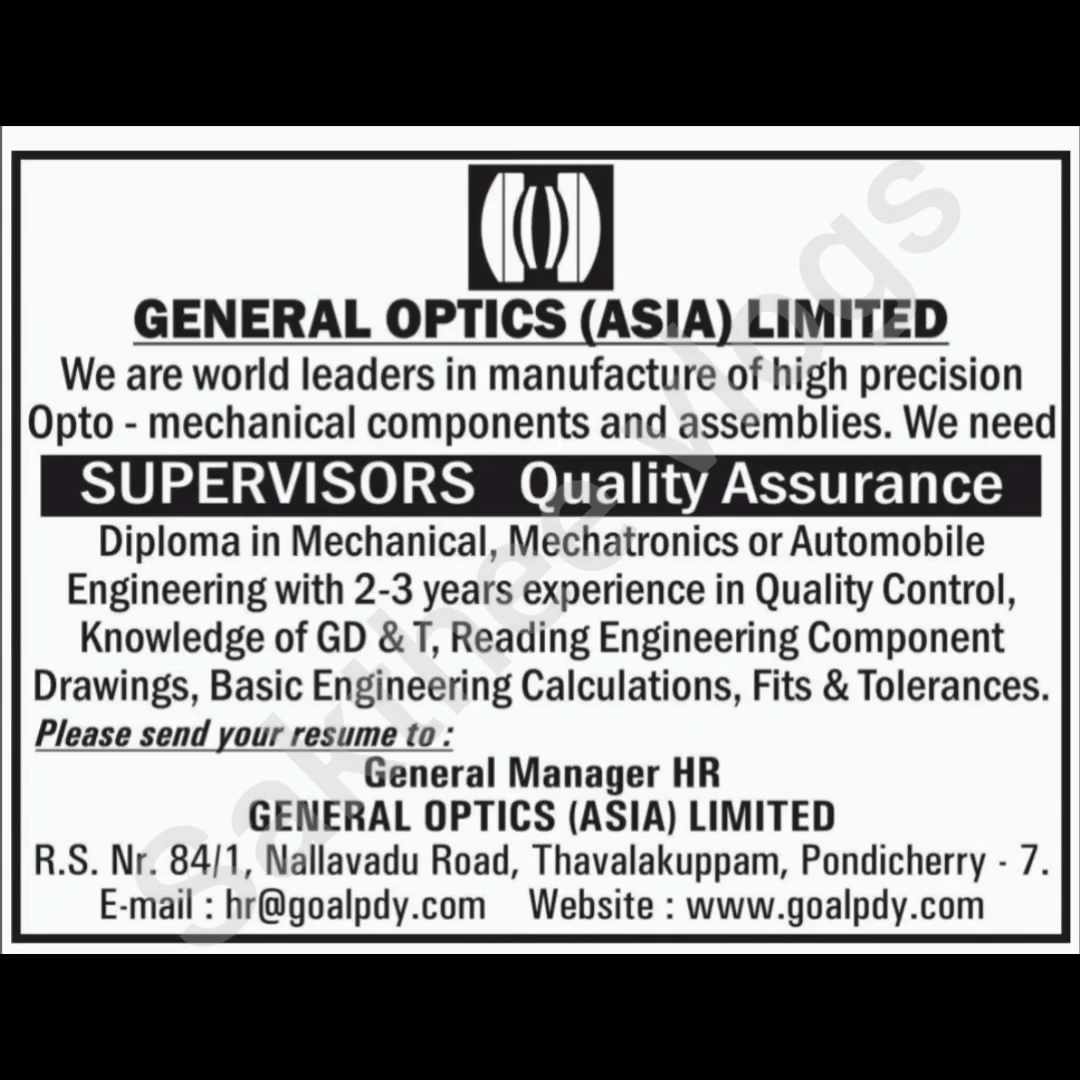 GENERAL OPTICS (ASIA) LIMITED
We are world leaders in manufacture of high precision
Opto - mechanical components and assemblies. We need
SUPERVISORS Quality Assurance
Diploma in Mechanical, Mechatronics or Automobile
Engineering with 2-3 years experience in Quality Control,
Knowledge of GD & T, Reading Engineering Component
Drawings, Basic Engineering Calculations, Fits & Tolerances.
Please send your resume to :
General Manager HR
GENERAL OPTICS (ASIA) LIMITED
R.S. Nr. 84/1, Nallavadu Road, Thavalakuppam, Pondicherry - 7.
E-mail : hr@goalpdy.com Website : www.goalpdy.com
Sakthee vlogs